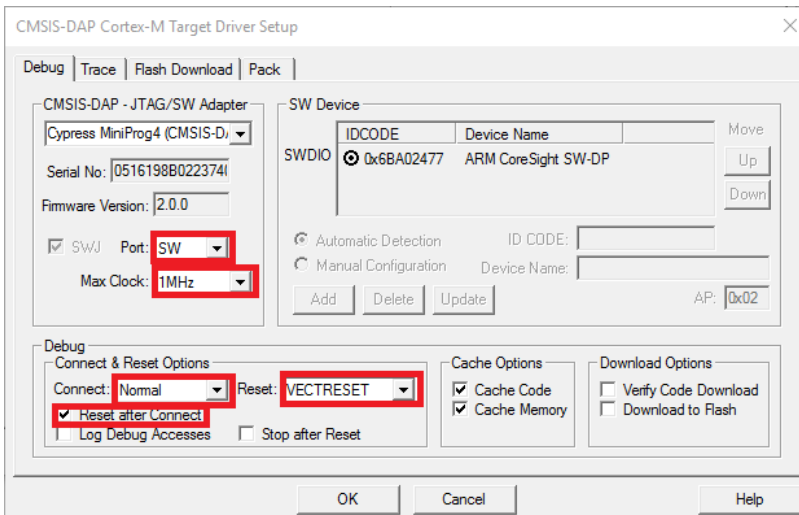 CMSIS-DAP Cortex-M Target Driver Setup
Debug Trace Flash Download Pack
CMSIS-DAP - JTAG/SW Adapter
Cypress MiniProg4 (CMSIS-D
Serial No: 0516198B0223740
Firmware Version: 2.0.0
SWJ Port: SW
Max Clock: 1MHz
SW Device
IDCODE Device Name Move
SWDIO 0x6BA02477 ARM CoreSight SW-DP Up
Down
Automatic Detection ID CODE:
Manual Configuration Device Name:
Add Delete Update AP: 0x02
Debug
Connect & Reset Options
Connect: Normal Reset: VECTRESET
Reset after Connect
Log Debug Accesses Stop after Reset
Cache Options
Cache Code
Cache Memory
Download Options
Verify Code Download
Download to Flash
OK Cancel Help